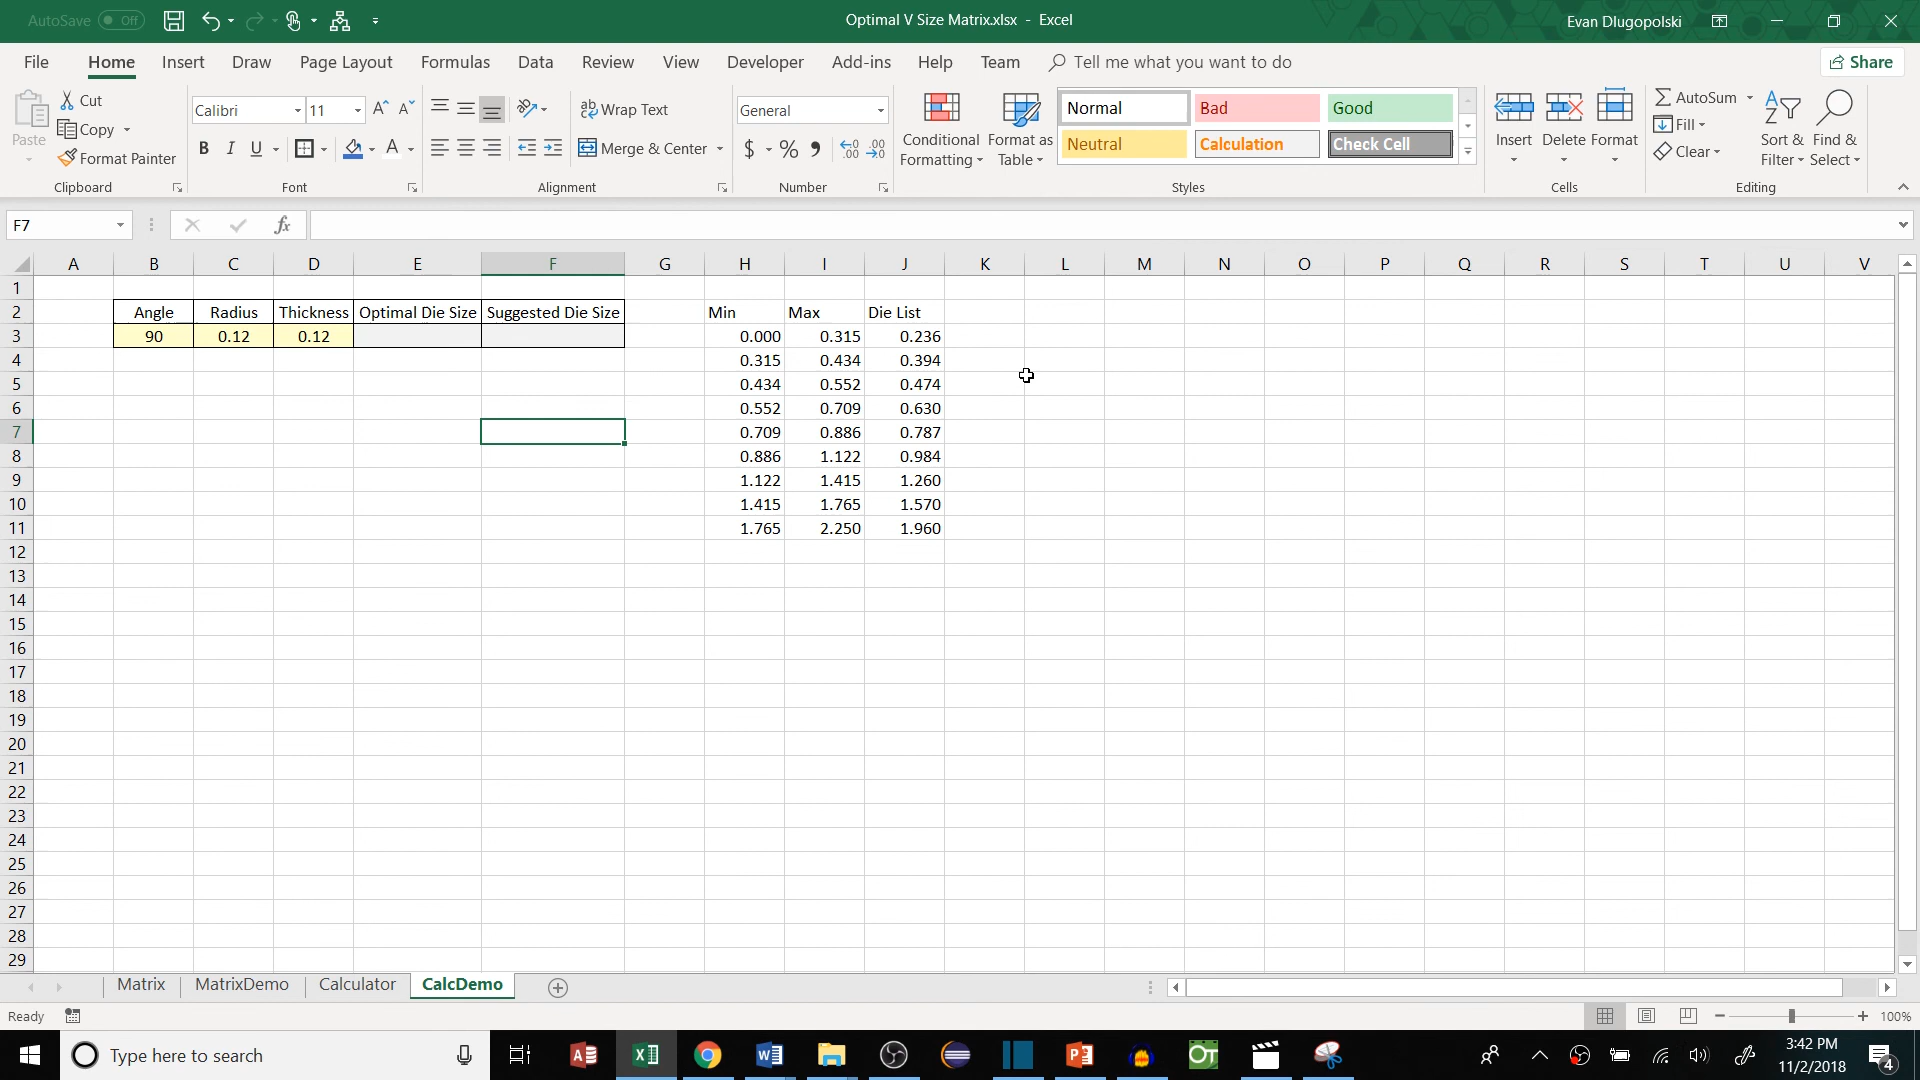 AutoSave Off
Optimal V Size Matrix.xlsx - Excel
Evan Dlugopolski
File Home Insert Draw Page Layout Formulas Data Review View Developer Add-ins Help Team Tell me what you want to do Share
Paste
Cut
Copy
Format Painter
Clipboard
Calibri 11
B I U A
Font
Wrap Text
Merge & Center
Alignment
General
$ % ,
Number
Conditional Formatting
Format as Table
Normal Bad Good
Neutral Calculation Check Cell
Styles
Insert Delete Format
Cells
AutoSum
Fill
Clear
Sort & Filter
Find & Select
Editing
F7 fx
A B C D E F G H I J K L M N O P Q R S T U V
1
2 Angle Radius Thickness Optimal Die Size Suggested Die Size Min Max Die List
3 90 0.12 0.12 0.000 0.315 0.236
4 0.315 0.434 0.394
5 0.434 0.552 0.474
6 0.552 0.709 0.630
7 0.709 0.886 0.787
8 0.886 1.122 0.984
9 1.122 1.415 1.260
10 1.415 1.765 1.570
11 1.765 2.250 1.960
12
13
14
15
16
17
18
19
20
21
22
23
24
25
26
27
28
29
Matrix MatrixDemo Calculator CalcDemo
Ready 100%
Type here to search
3:42 PM
11/2/2018
4